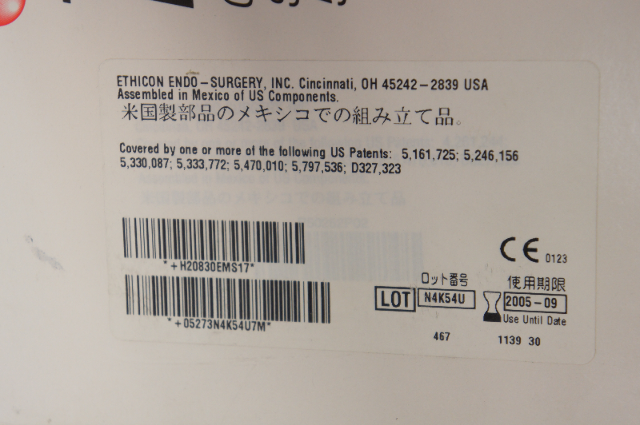 ETHICON ENDO-SURGERY, INC. Cincinnati, OH 45242-2839 USA
Assembled in Mexico of US Components.
米国製部品のメキシコでの組み立て品。
Covered by one or more of the following US Patents: 5,161,725; 5,246,156
5,330,087; 5,333,772; 5,470,010; 5,797,536; D327,323
*+H20830EMS17*
CE 0123
*+05273N4K54U7M*
ロット番号 使用期限
LOT N4K54U 2005-09
Use Until Date
467 1139 30